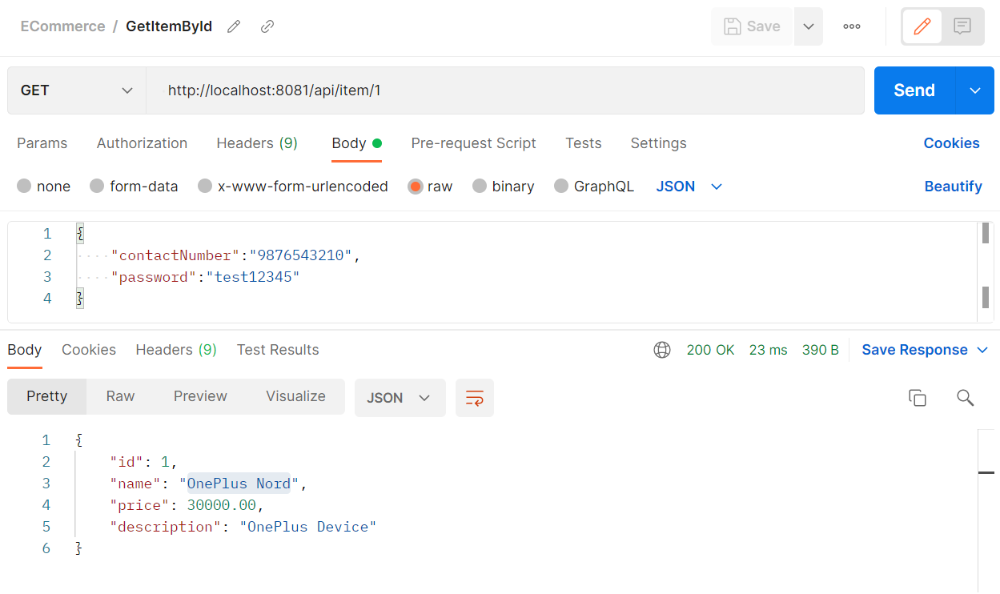 ECommerce / GetItemById
Save
GET http://localhost:8081/api/item/1 Send
Params Authorization Headers (9) Body Pre-request Script Tests Settings Cookies
none form-data x-www-form-urlencoded raw binary GraphQL JSON Beautify
1 {
2 "contactNumber":"9876543210",
3 "password":"test12345"
4 }
Body Cookies Headers (9) Test Results 200 OK 23 ms 390 B Save Response
Pretty Raw Preview Visualize JSON
1 {
2 "id": 1,
3 "name": "OnePlus Nord",
4 "price": 30000.00,
5 "description": "OnePlus Device"
6 }